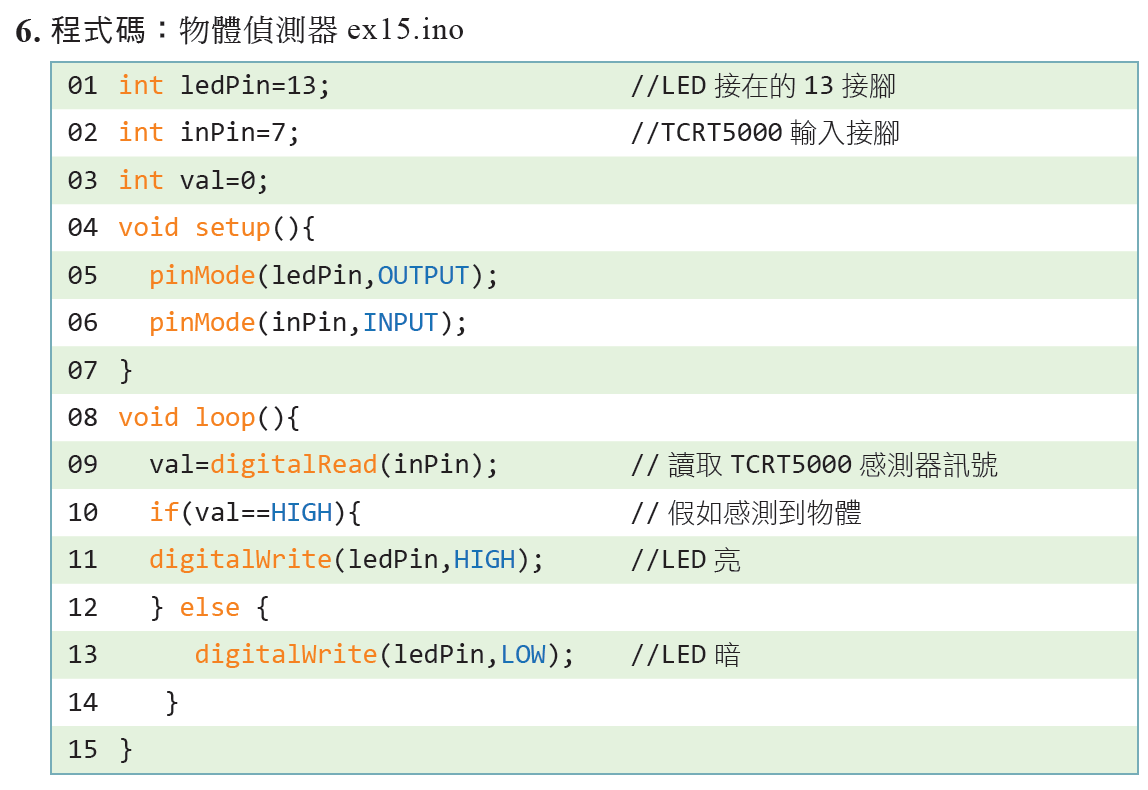 6. 程式碼：物體偵測器 ex15.ino
01 int ledPin=13; //LED 接在的 13 接腳
02 int inPin=7; //TCRT5000 輸入接腳
03 int val=0;
04 void setup(){
05 pinMode(ledPin,OUTPUT);
06 pinMode(inPin,INPUT);
07 }
08 void loop(){
09 val=digitalRead(inPin); // 讀取 TCRT5000 感測器訊號
10 if(val==HIGH){ // 假如感測到物體
11 digitalWrite(ledPin,HIGH); //LED 亮
12 } else {
13 digitalWrite(ledPin,LOW); //LED 暗
14 }
15 }